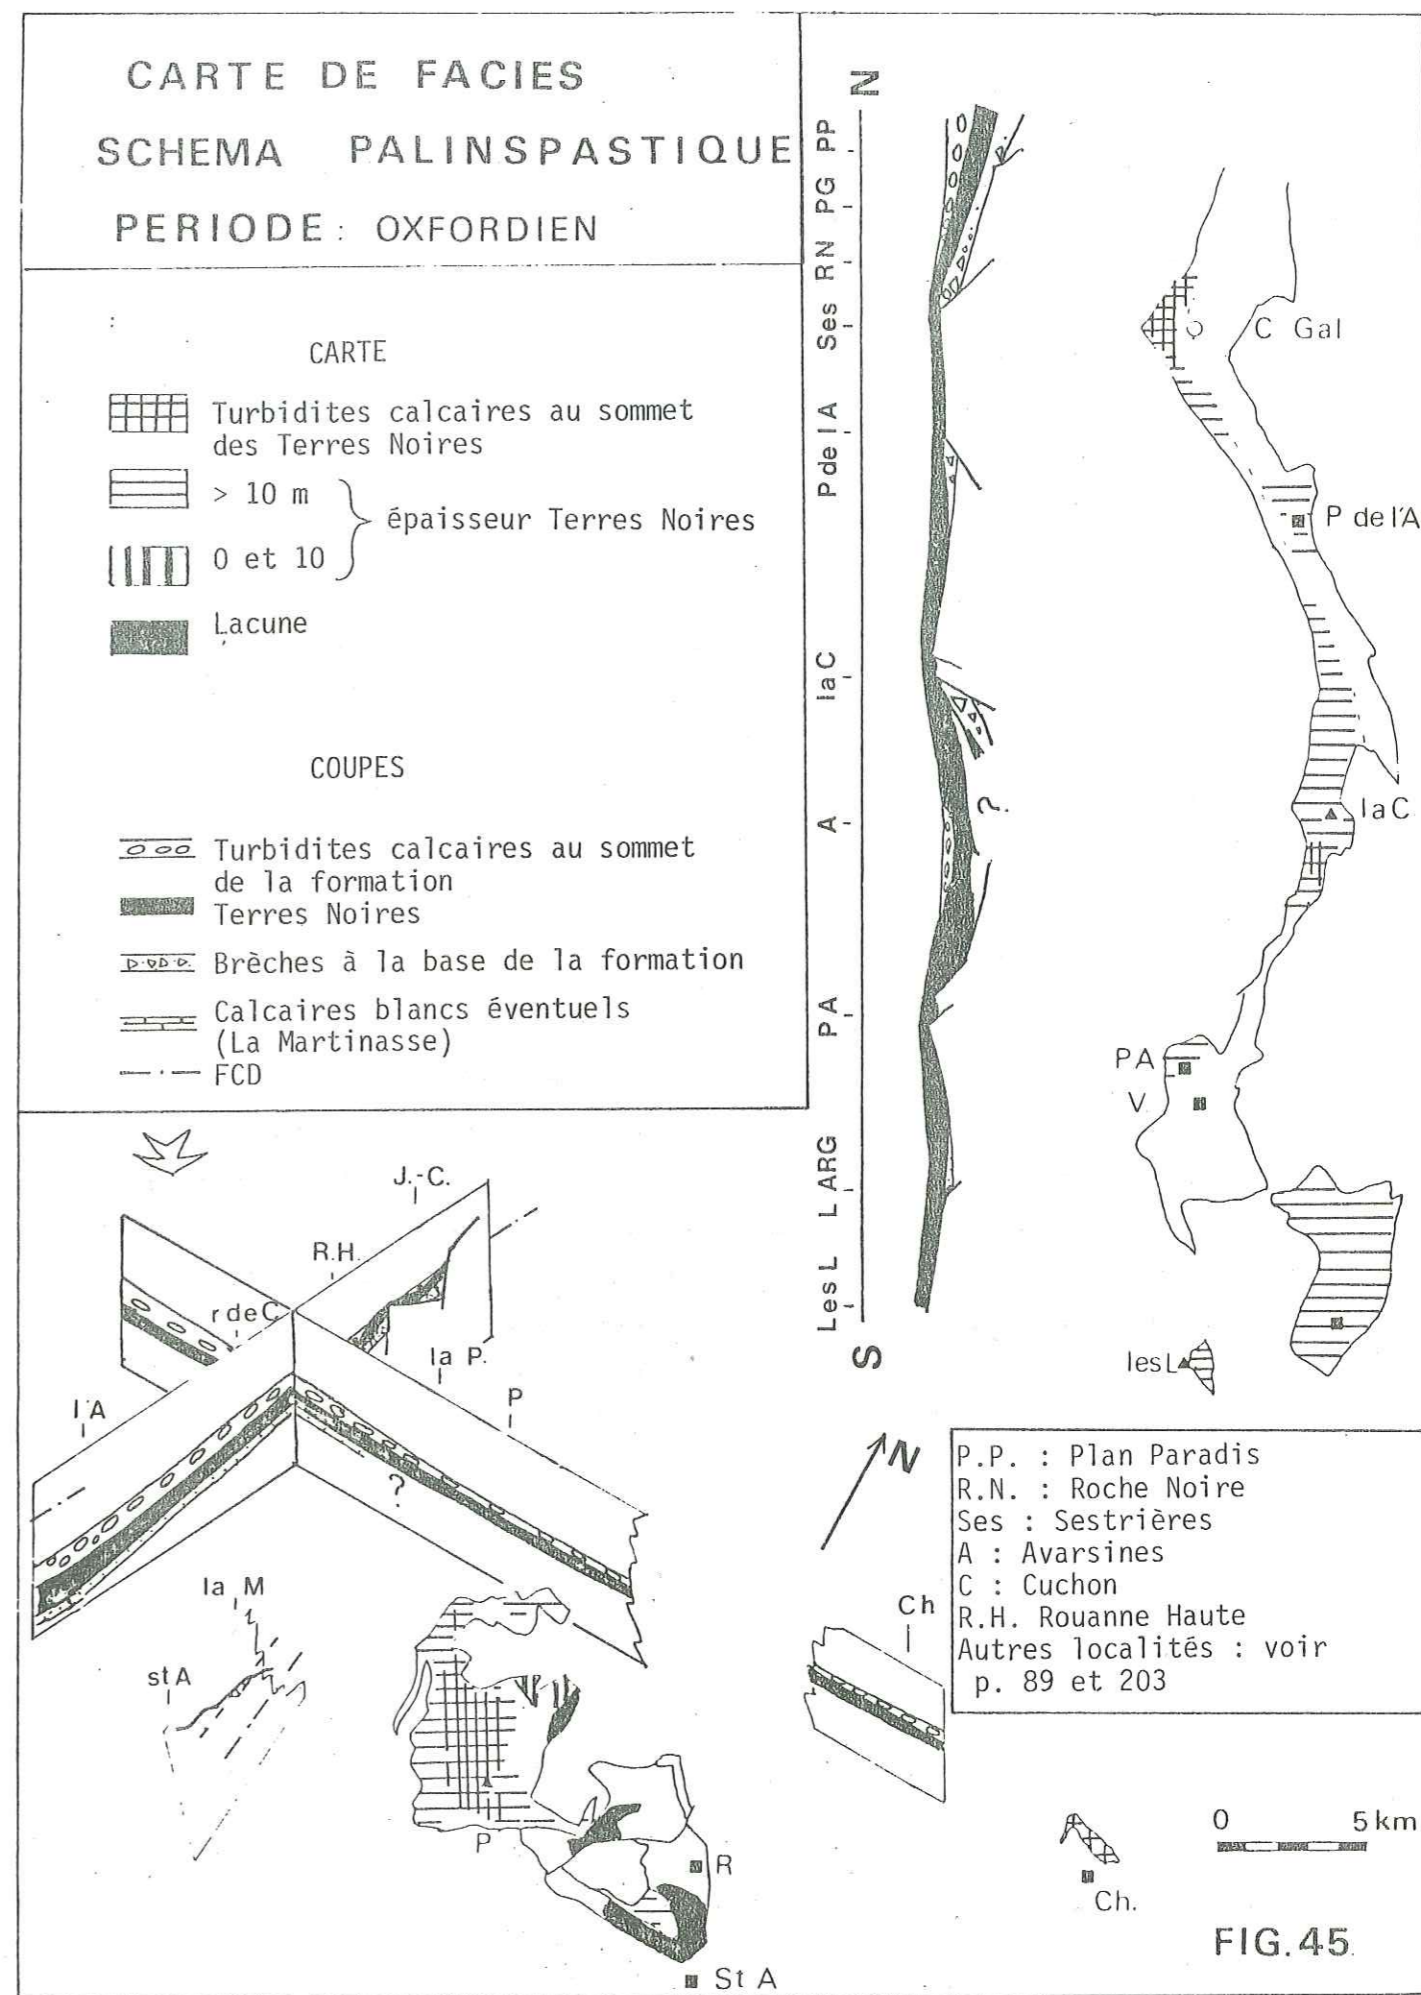 CARTE DE FACIES
SCHEMA PALINSPASTIQUE
PERIODE : OXFORDIEN
CARTE
Turbidites calcaires au sommet
des Terres Noires
> 10 m
épaisseur Terres Noires
0 et 10
Lacune
COUPES
Turbidites calcaires au sommet
de la formation
Terres Noires
Brèches à la base de la formation
Calcaires blancs éventuels
(La Martinasse)
FCD
N
PP
PG
RN
Ses
P de l A
la C
?
A
PA
L ARG
Les L
S
C Gal
P de l'A
la C
PA
V
les L
J.-C.
R.H.
r de C
la P.
P
l'A
?
la M
st A
P
R
St A
N
P.P. : Plan Paradis
R.N. : Roche Noire
Ses : Sestrières
A : Avarsines
C : Cuchon
R.H. Rouanne Haute
Autres localités : voir
p. 89 et 203
Ch
Ch.
0 5 km
FIG.45